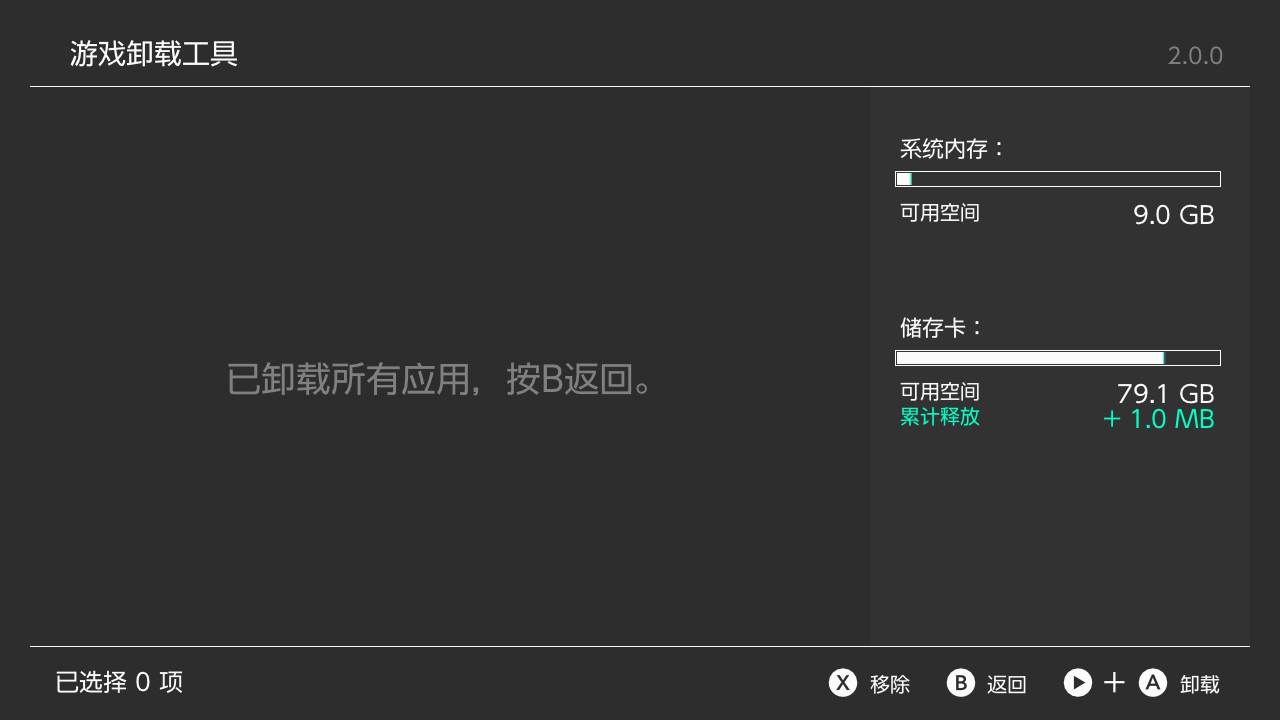 游戏卸载工具
2.0.0
系统内存：
可用空间 9.0 GB
储存卡：
可用空间 79.1 GB
累计释放 + 1.0 MB
已卸载所有应用，按B返回。
已选择 0 项
X 移除 B 返回 + A 卸载